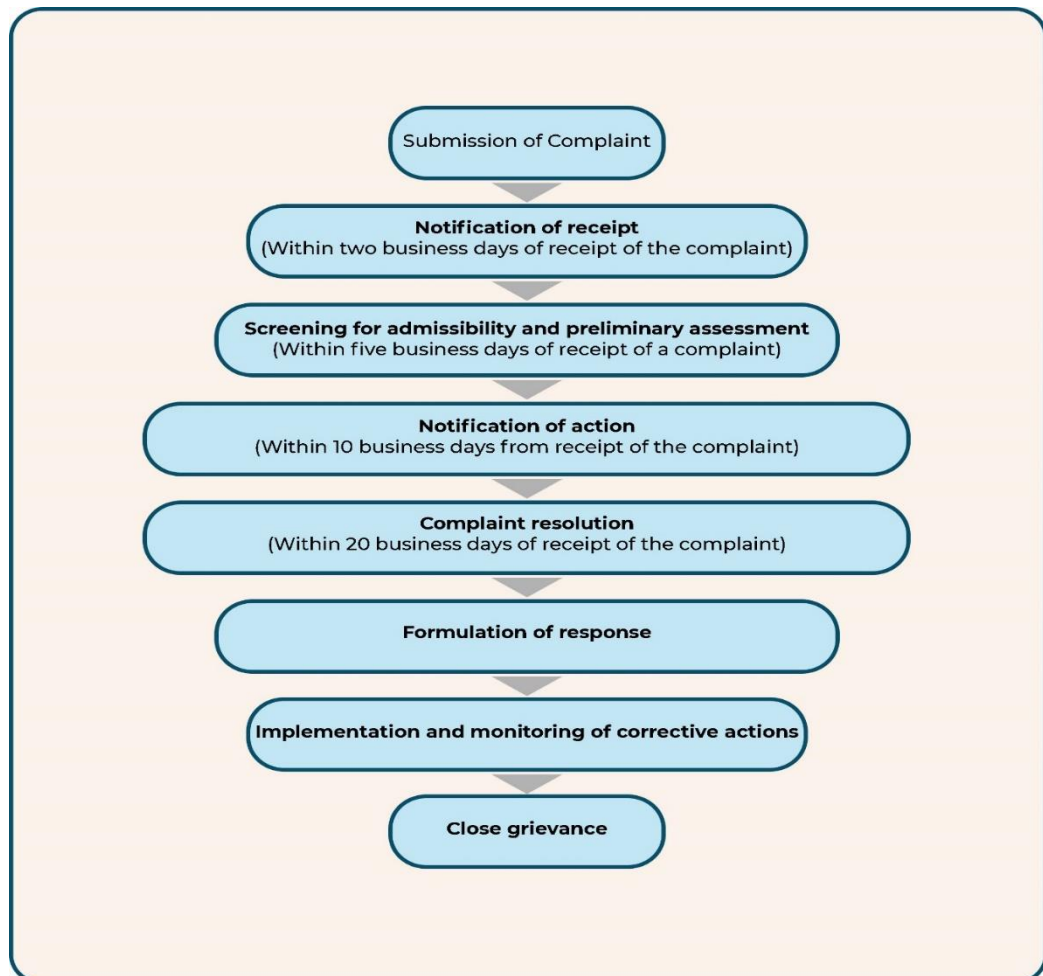 Submission of Complaint
Notification of receipt
(Within two business days of receipt of the complaint)
Screening for admissibility and preliminary assessment
(Within five business days of receipt of a complaint)
Notification of action
(Within 10 business days from receipt of the complaint)
Complaint resolution
(Within 20 business days of receipt of the complaint)
Formulation of response
Implementation and monitoring of corrective actions
Close grievance